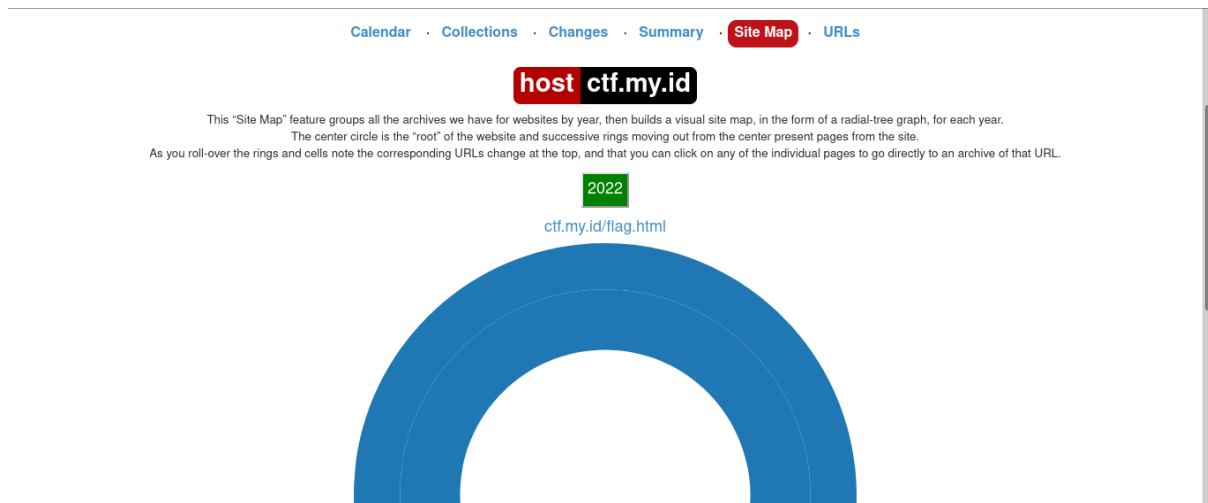 Calendar · Collections · Changes · Summary · Site Map · URLs
host ctf.my.id
This “Site Map” feature groups all the archives we have for websites by year, then builds a visual site map, in the form of a radial-tree graph, for each year.
The center circle is the “root” of the website and successive rings moving out from the center present pages from the site.
As you roll-over the rings and cells note the corresponding URLs change at the top, and that you can click on any of the individual pages to go directly to an archive of that URL.
2022
ctf.my.id/flag.html